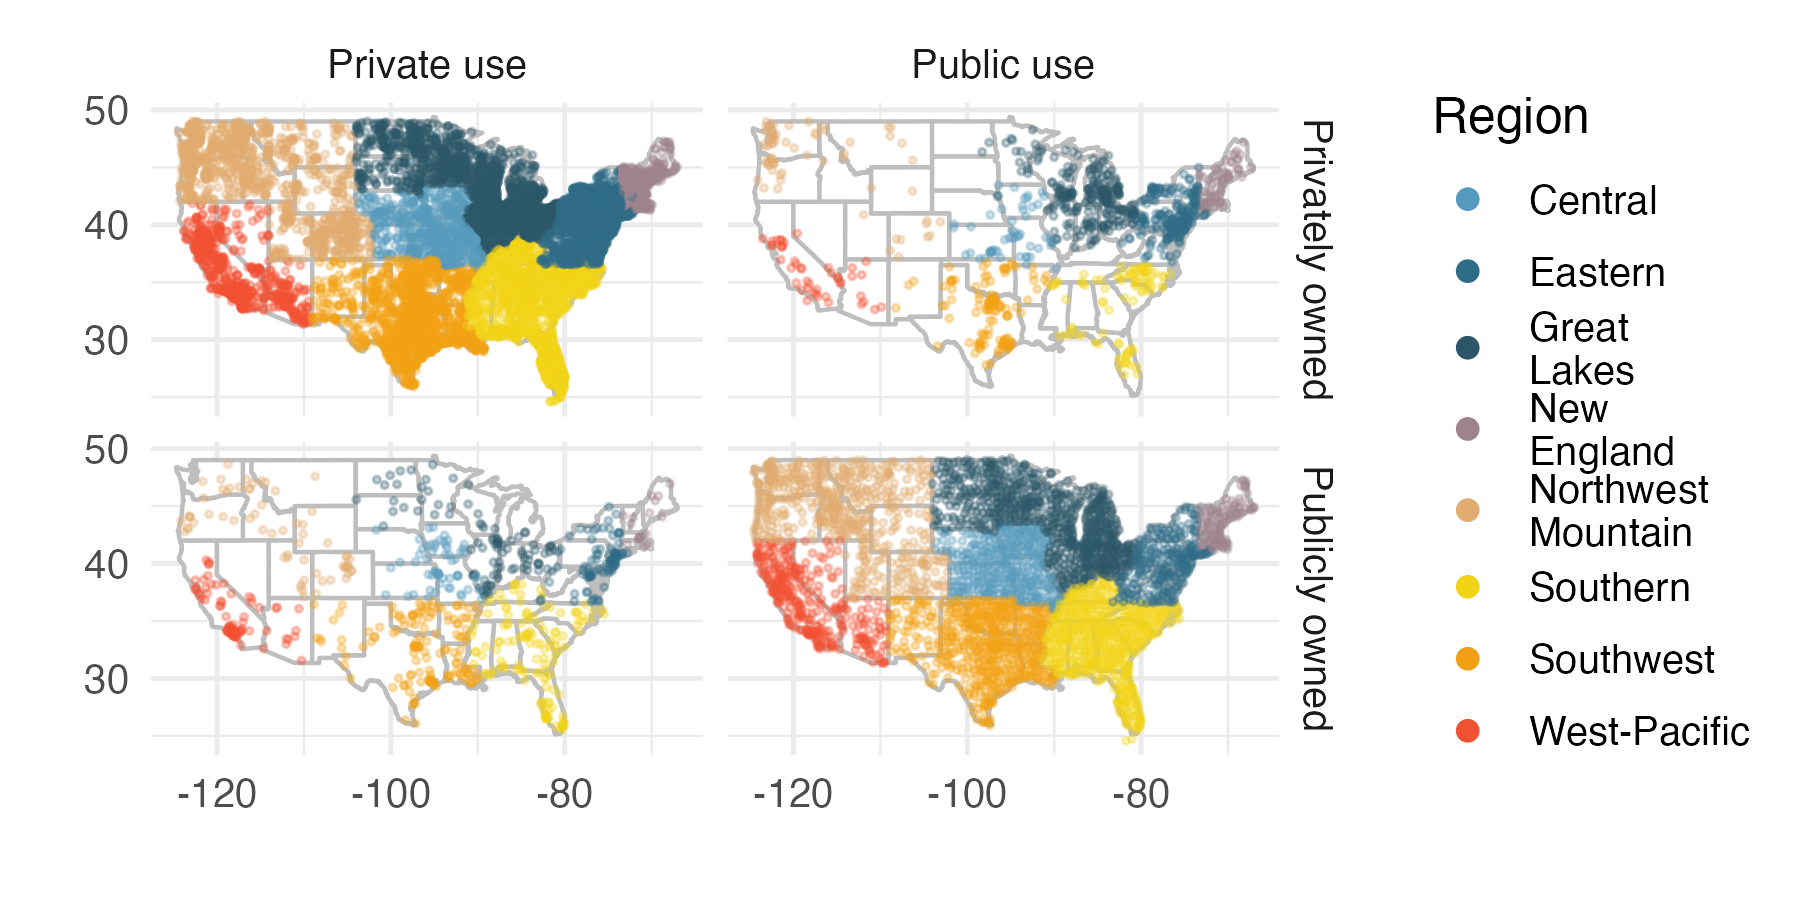 Private use
Public use
50
40
30
Privately owned
50
40
30
Publicly owned
-120
-100
-80
-120
-100
-80
Region
Central
Eastern
Great
Lakes
New
England
Northwest
Mountain
Southern
Southwest
West-Pacific